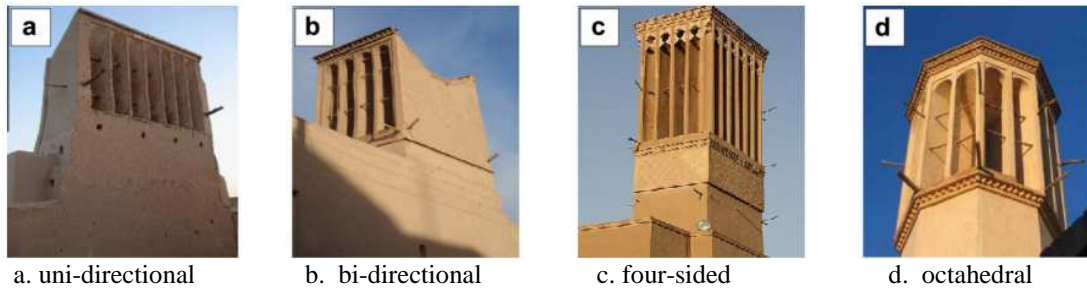 a
b
c
d
a. uni-directional
b. bi-directional
c. four-sided
d. octahedral